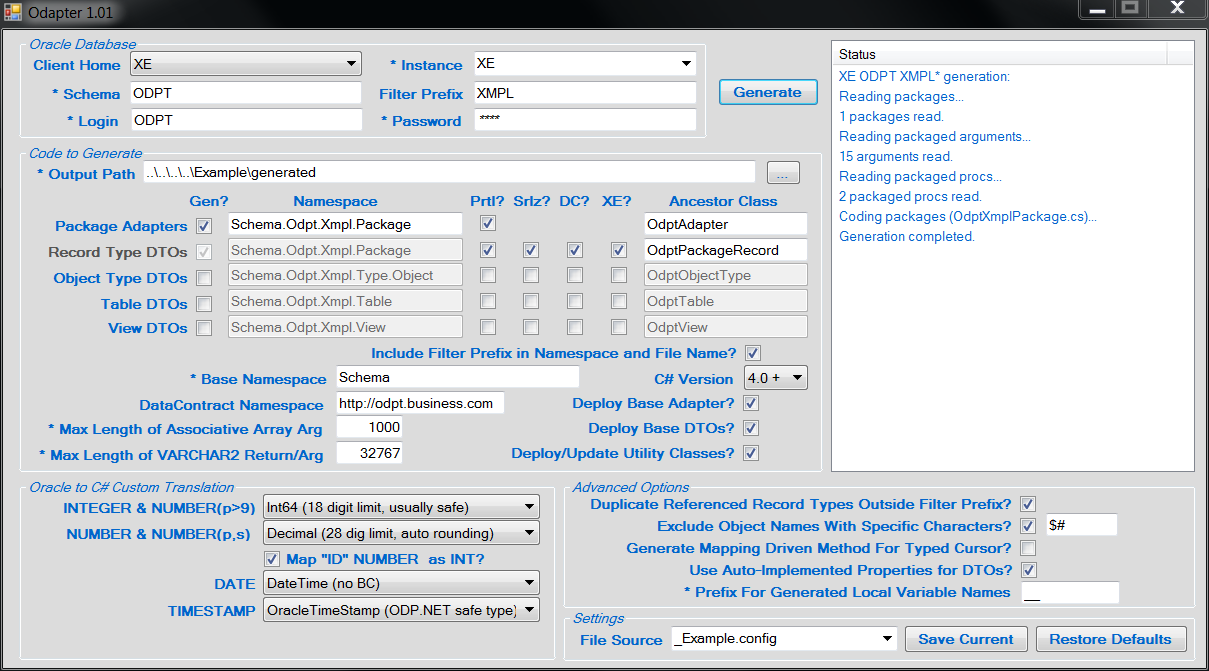 Odapter 1.01
Oracle Database
Client Home XE * Instance XE
* Schema ODPT Filter Prefix XMPL
* Login ODPT * Password ****
Generate
Code to Generate
* Output Path ..\..\..\..\Example\generated ...
Gen? Namespace Prtl? Srlz? DC? XE? Ancestor Class
Package Adapters Schema.Odpt.Xmpl.Package OdptAdapter
Record Type DTOs Schema.Odpt.Xmpl.Package OdptPackageRecord
Object Type DTOs Schema.Odpt.Xmpl.Type.Object OdptObjectType
Table DTOs Schema.Odpt.Xmpl.Table OdptTable
View DTOs Schema.Odpt.Xmpl.View OdptView
Include Filter Prefix in Namespace and File Name?
* Base Namespace Schema C# Version 4.0 +
DataContract Namespace http://odpt.business.com Deploy Base Adapter?
* Max Length of Associative Array Arg 1000 Deploy Base DTOs?
* Max Length of VARCHAR2 Return/Arg 32767 Deploy/Update Utility Classes?
Status
XE ODPT XMPL* generation:
Reading packages...
1 packages read.
Reading packaged arguments...
15 arguments read.
Reading packaged procs...
2 packaged procs read.
Coding packages (OdptXmplPackage.cs)...
Generation completed.
Oracle to C# Custom Translation
INTEGER & NUMBER(p>9) Int64 (18 digit limit, usually safe)
NUMBER & NUMBER(p,s) Decimal (28 dig limit, auto rounding)
Map "ID" NUMBER as INT?
DATE DateTime (no BC)
TIMESTAMP OracleTimeStamp (ODP.NET safe type)
Advanced Options
Duplicate Referenced Record Types Outside Filter Prefix?
Exclude Object Names With Specific Characters? $#
Generate Mapping Driven Method For Typed Cursor?
Use Auto-Implemented Properties for DTOs?
* Prefix For Generated Local Variable Names __
Settings
File Source _Example.config Save Current Restore Defaults